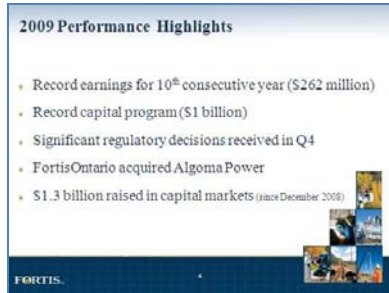 2009 Performance Highlights
Record earnings for 10th consecutive year ($262 million)
Record capital program ($1 billion)
Significant regulatory decisions received in Q4
FortisOntario acquired Algoma Power
$1.3 billion raised in capital markets (since December 2008)
FORTIS
4